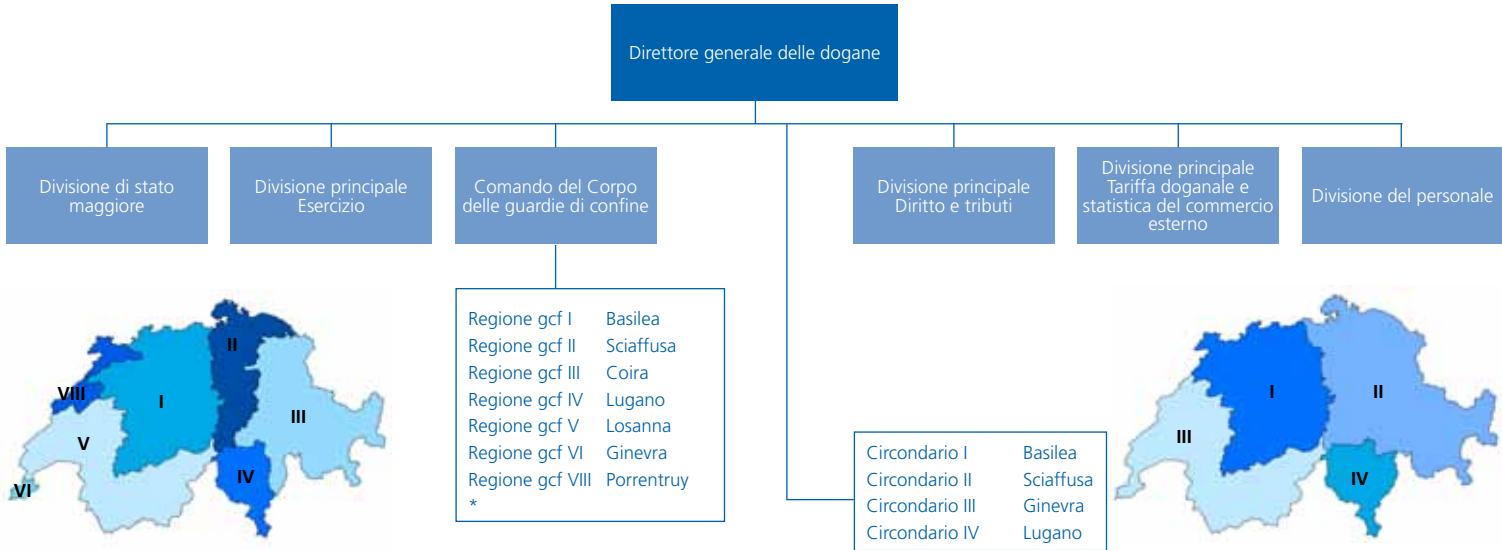 Direttore generale delle dogane
Divisione di stato
maggiore
Divisione principale
Esercizio
Comando del Corpo
delle guardie di confine
Divisione principale
Diritto e tributi
Divisione principale
Tariffa doganale e
statistica del commercio
esterno
Divisione del personale
Regione gcf I Basilea
Regione gcf II Sciaffusa
Regione gcf III Coira
Regione gcf IV Lugano
Regione gcf V Losanna
Regione gcf VI Ginevra
Regione gcf VIII Porrentruy
*
II
VIII
I
III
V
IV
VI
Circondario I Basilea
Circondario II Sciaffusa
Circondario III Ginevra
Circondario IV Lugano
I
II
III
IV